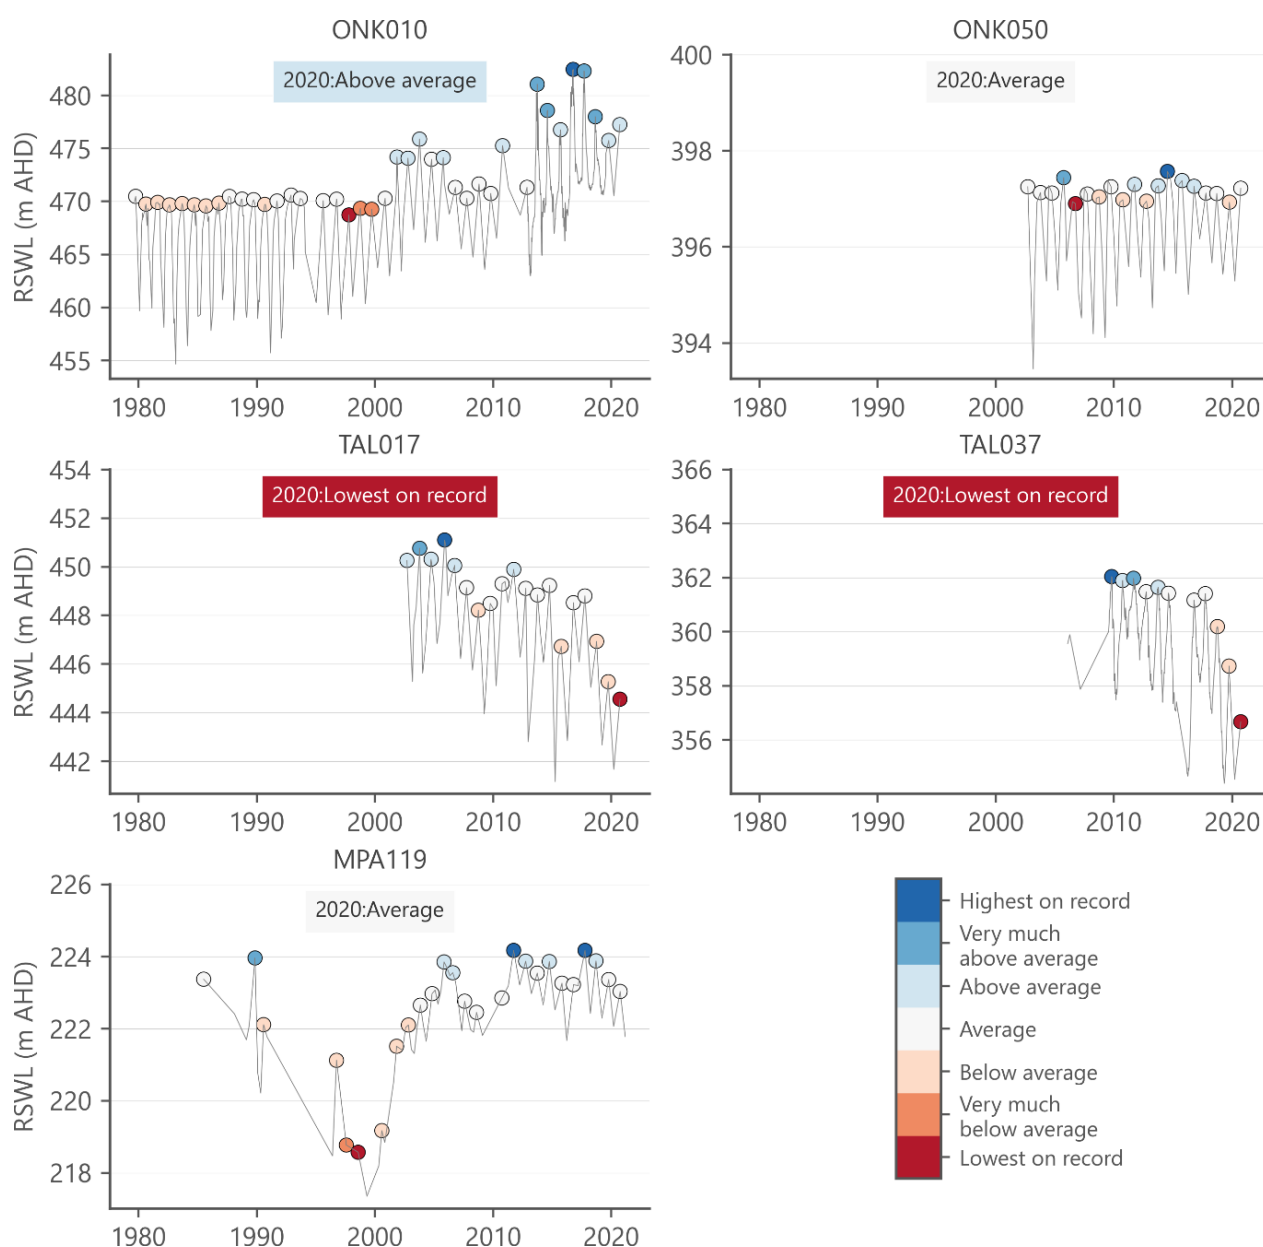 ONK010
2020:Above average
RSWL (m AHD)
480
475
470
465
460
455
1980 1990 2000 2010 2020
ONK050
2020:Average
400
398
396
394
1980 1990 2000 2010 2020
TAL017
2020:Lowest on record
RSWL (m AHD)
454
452
450
448
446
444
442
1980 1990 2000 2010 2020
TAL037
2020:Lowest on record
366
364
362
360
358
356
1980 1990 2000 2010 2020
MPA119
2020:Average
RSWL (m AHD)
226
224
222
220
218
1980 1990 2000 2010 2020
Highest on record
Very much
above average
Above average
Average
Below average
Very much
below average
Lowest on record